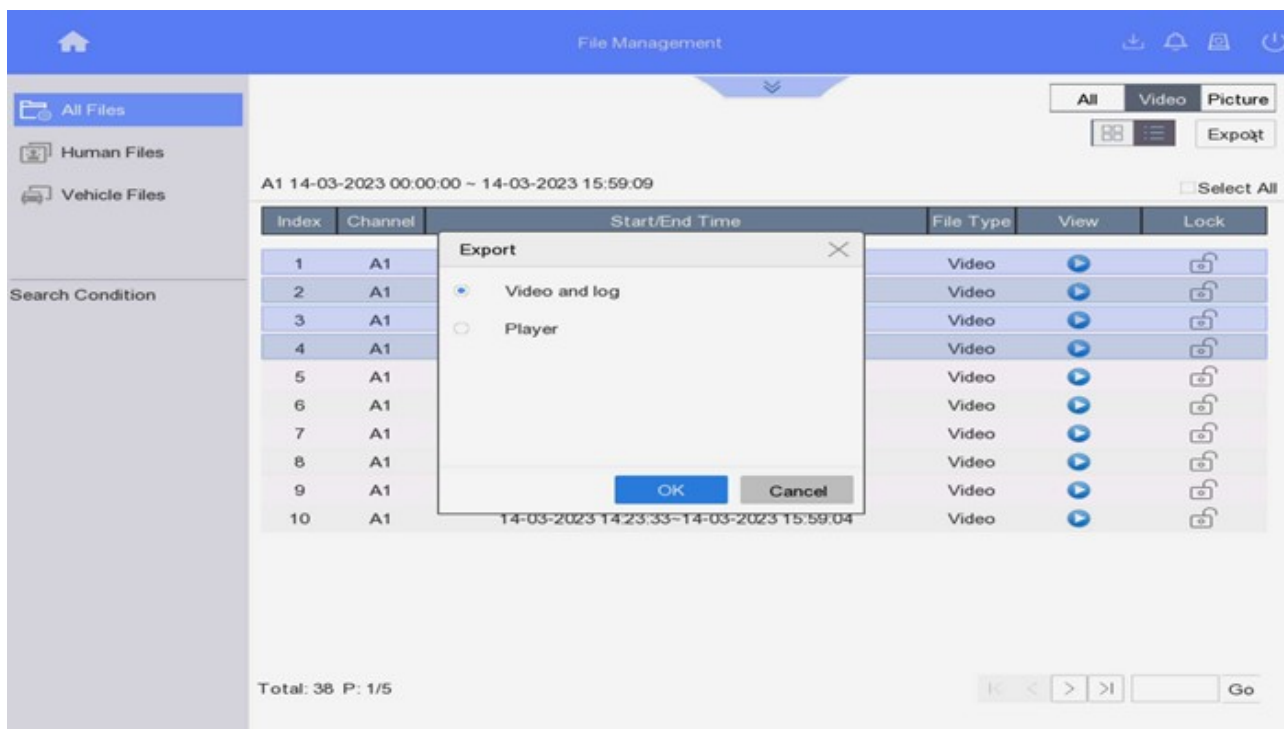 File Management
All Files
Human Files
Vehicle Files
Search Condition
All Video Picture
Export
A1 14-03-2023 00:00:00 ~ 14-03-2023 15:59:09
Select All
Index Channel Start/End Time File Type View Lock
1 A1 Video
2 A1 Video
3 A1 Video
4 A1 Video
5 A1 Video
6 A1 Video
7 A1 Video
8 A1 Video
9 A1 Video
10 A1 14-03-2023 14:23:33~14-03-2023 15:59:04 Video
Export
Video and log
Player
OK Cancel
Total: 38 P: 1/5
Go